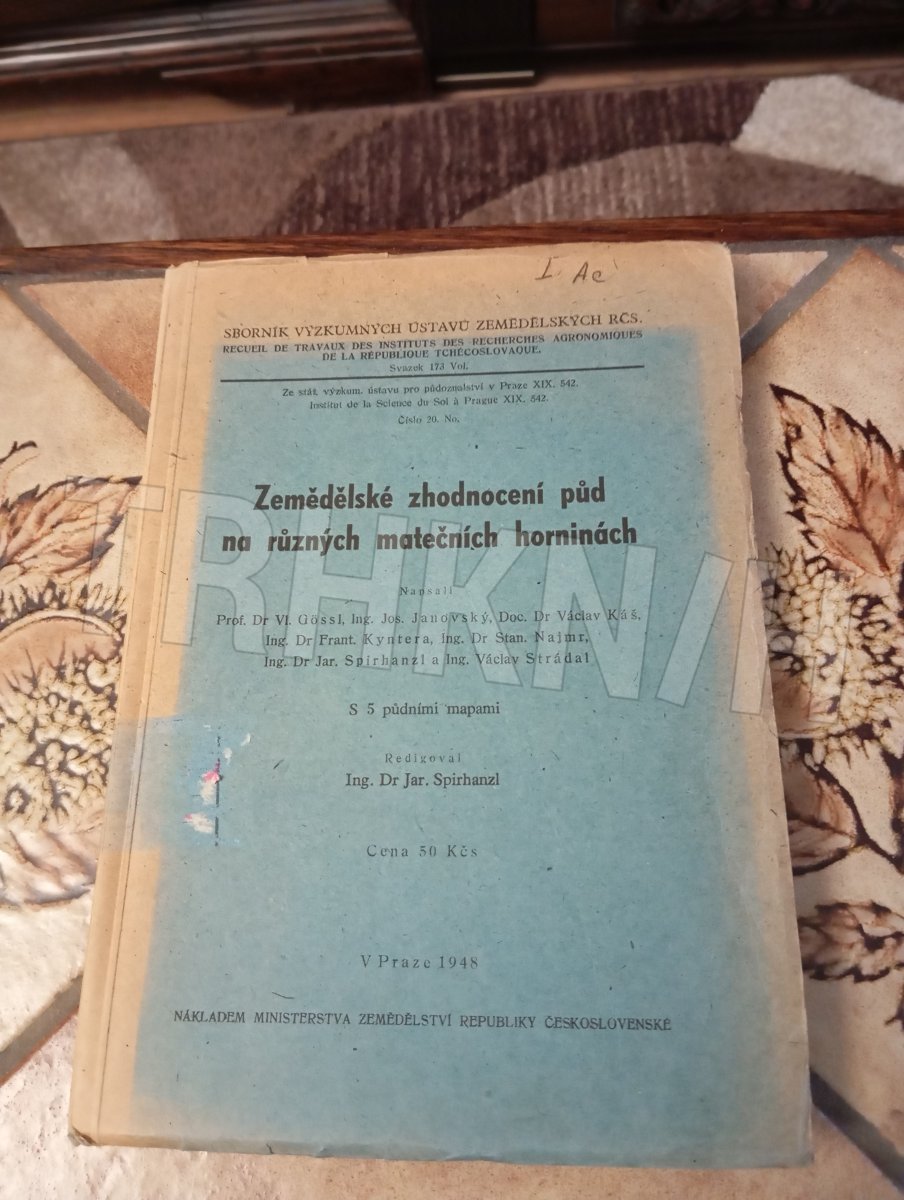 I Ac
SBORNÍK VÝZKUMNÝCH ÚSTAVŮ ZEMĚDĚLSKÝCH RČS.
RECUEIL DE TRAVAUX DES INSTITUTS DES RECHERCHES AGRONOMIQUES
DE LA RÉPUBLIQUE TCHÉCOSLOVAQUE.
Svazek 173 Vol.
Ze stát. výzkum. ústavu pro půdoznalství v Praze XIX. 542.
Institut de la Science du Sol à Prague XIX. 542.
Číslo 20. No.
Zemědělské zhodnocení půd
na různých matečních horninách
Napsali
Prof. Dr Vl. Gössl, Ing. Jos. Janovský, Doc. Dr Václav Káš,
Ing. Dr Frant. Kyntera, Ing. Dr Stan. Najmr,
Ing. Dr Jar. Spirhanzl a Ing. Václav Strádal
S 5 půdními mapami
Redigoval
Ing. Dr Jar. Spirhanzl
Cena 50 Kčs
V Praze 1948
NÁKLADEM MINISTERSTVA ZEMĚDĚLSTVÍ REPUBLIKY ČESKOSLOVENSKÉ
TRHKNIH